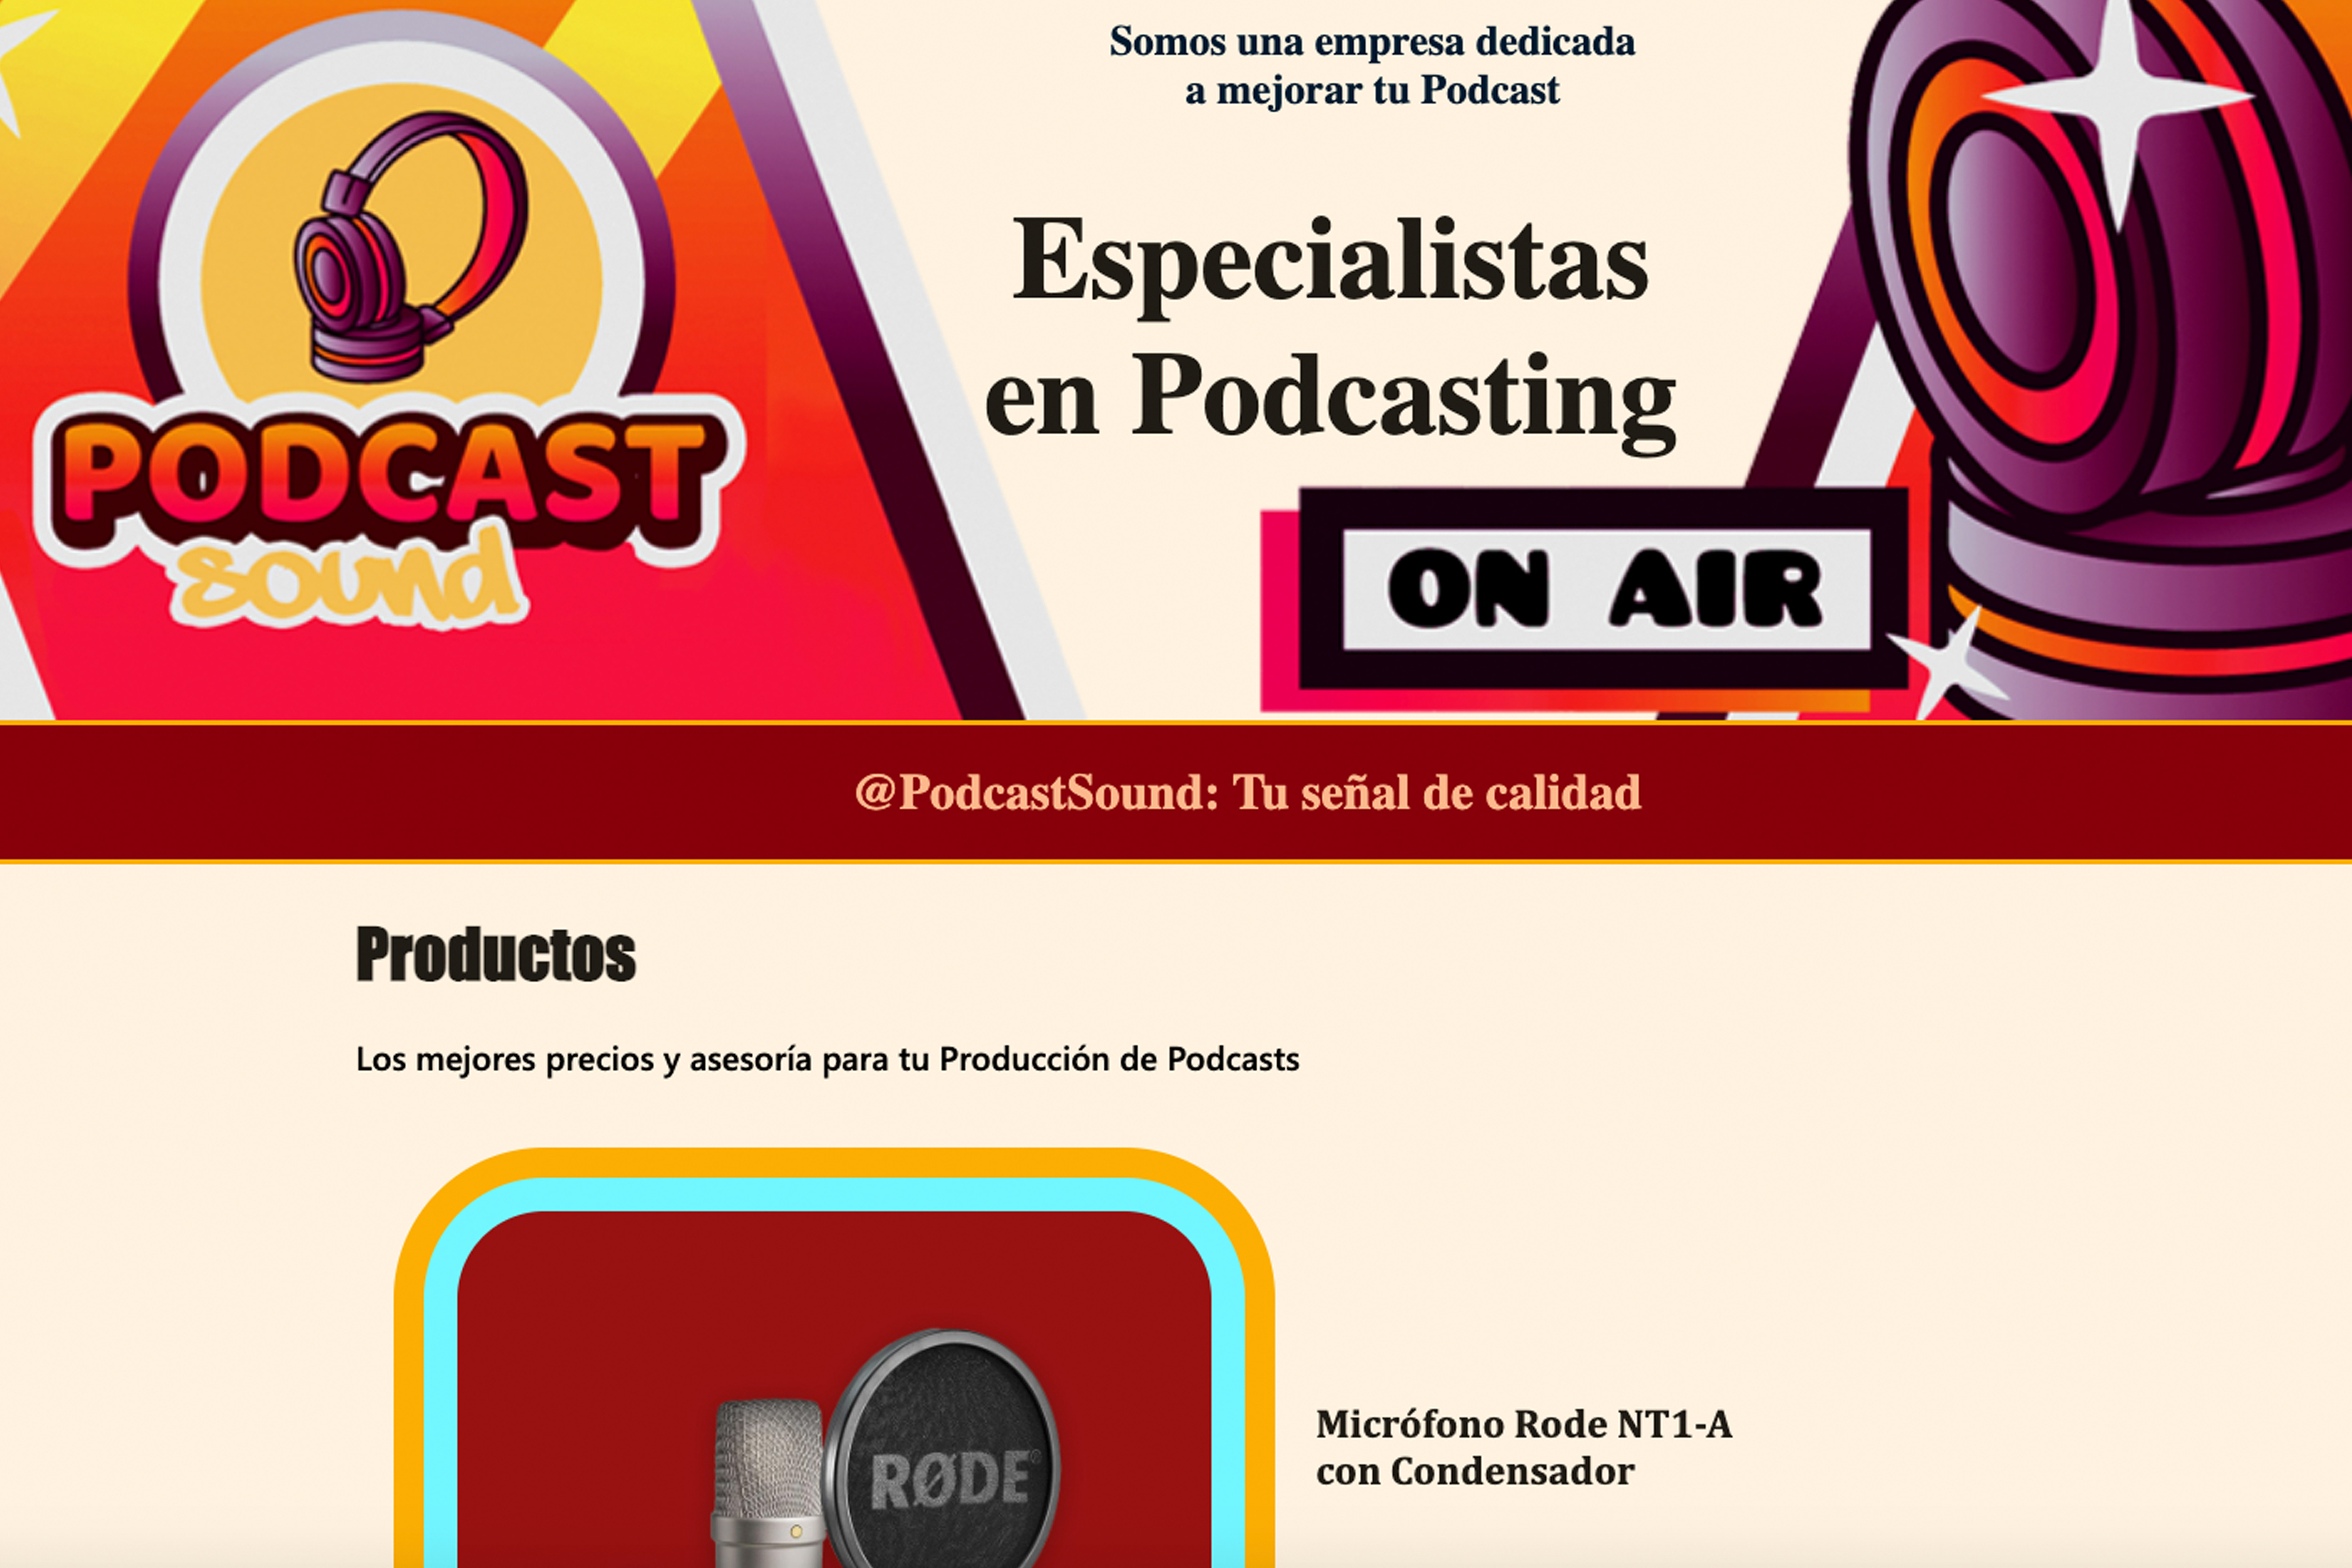 Somos una empresa dedicada
a mejorar tu Podcast
Especialistas
en Podcasting
PODCAST
sound
ON AIR
@PodcastSound: Tu señal de calidad
Productos
Los mejores precios y asesoría para tu Producción de Podcasts
RØDE
Micrófono Rode NT1-A
con Condensador